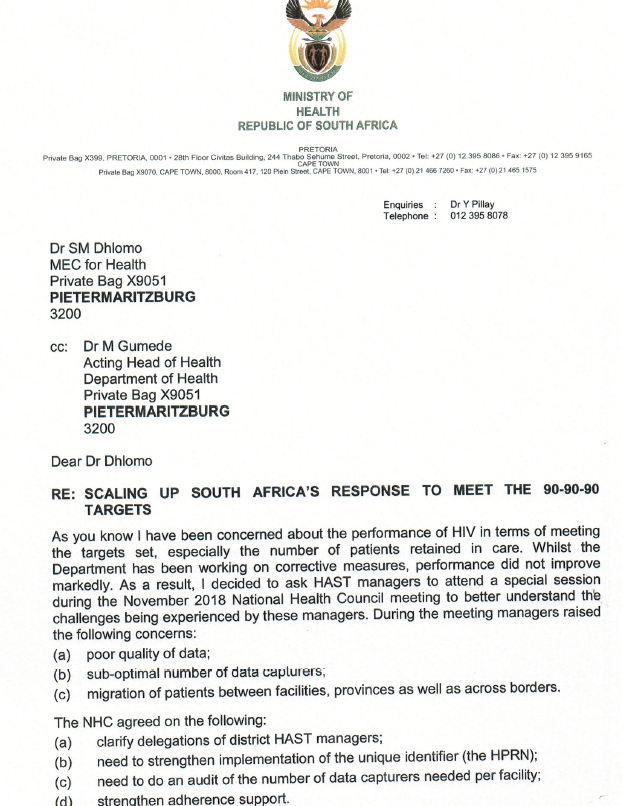 MINISTRY OF
HEALTH
REPUBLIC OF SOUTH AFRICA
PRETORIA
Private Bag X399, PRETORIA, 0001 • 28th Floor Civitas Building, 244 Thabo Sehume Street, Pretoria, 0002 • Tel: +27 (0) 12 395 8086 • Fax: +27 (0) 12 395 9165
CAPE TOWN
Private Bag X9070, CAPE TOWN, 8000, Room 417, 120 Plein Street, CAPE TOWN, 8001 • Tel: +27 (0) 21 466 7260 • Fax: +27 (0) 21 465 1575
Enquiries : Dr Y Pillay
Telephone : 012 395 8078
Dr SM Dhlomo
MEC for Health
Private Bag X9051
PIETERMARITZBURG
3200
cc: Dr M Gumede
Acting Head of Health
Department of Health
Private Bag X9051
PIETERMARITZBURG
3200
Dear Dr Dhlomo
RE: SCALING UP SOUTH AFRICA'S RESPONSE TO MEET THE 90-90-90
TARGETS
As you know I have been concerned about the performance of HIV in terms of meeting
the targets set, especially the number of patients retained in care. Whilst the
Department has been working on corrective measures, performance did not improve
markedly. As a result, I decided to ask HAST managers to attend a special session
during the November 2018 National Health Council meeting to better understand the
challenges being experienced by these managers. During the meeting managers raised
the following concerns:
(a) poor quality of data;
(b) sub-optimal number of data capturers;
(c) migration of patients between facilities, provinces as well as across borders.
The NHC agreed on the following:
(a) clarify delegations of district HAST managers;
(b) need to strengthen implementation of the unique identifier (the HPRN);
(c) need to do an audit of the number of data capturers needed per facility;
(d) strengthen adherence support.